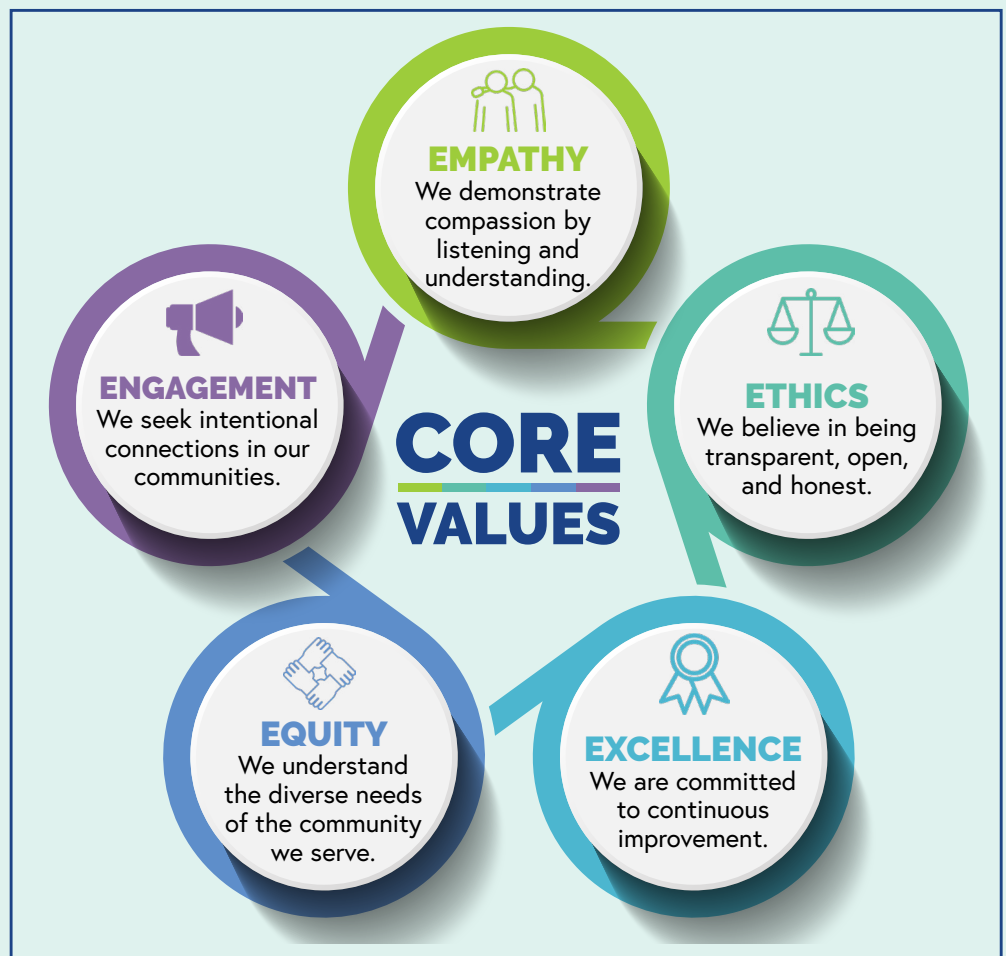 EMPATHY
We demonstrate
compassion by
listening and
understanding.
ENGAGEMENT
We seek intentional
connections in our
communities.
CORE
VALUES
ETHICS
We believe in being
transparent, open,
and honest.
EQUITY
We understand
the diverse needs
of the community
we serve.
EXCELLENCE
We are committed
to continuous
improvement.